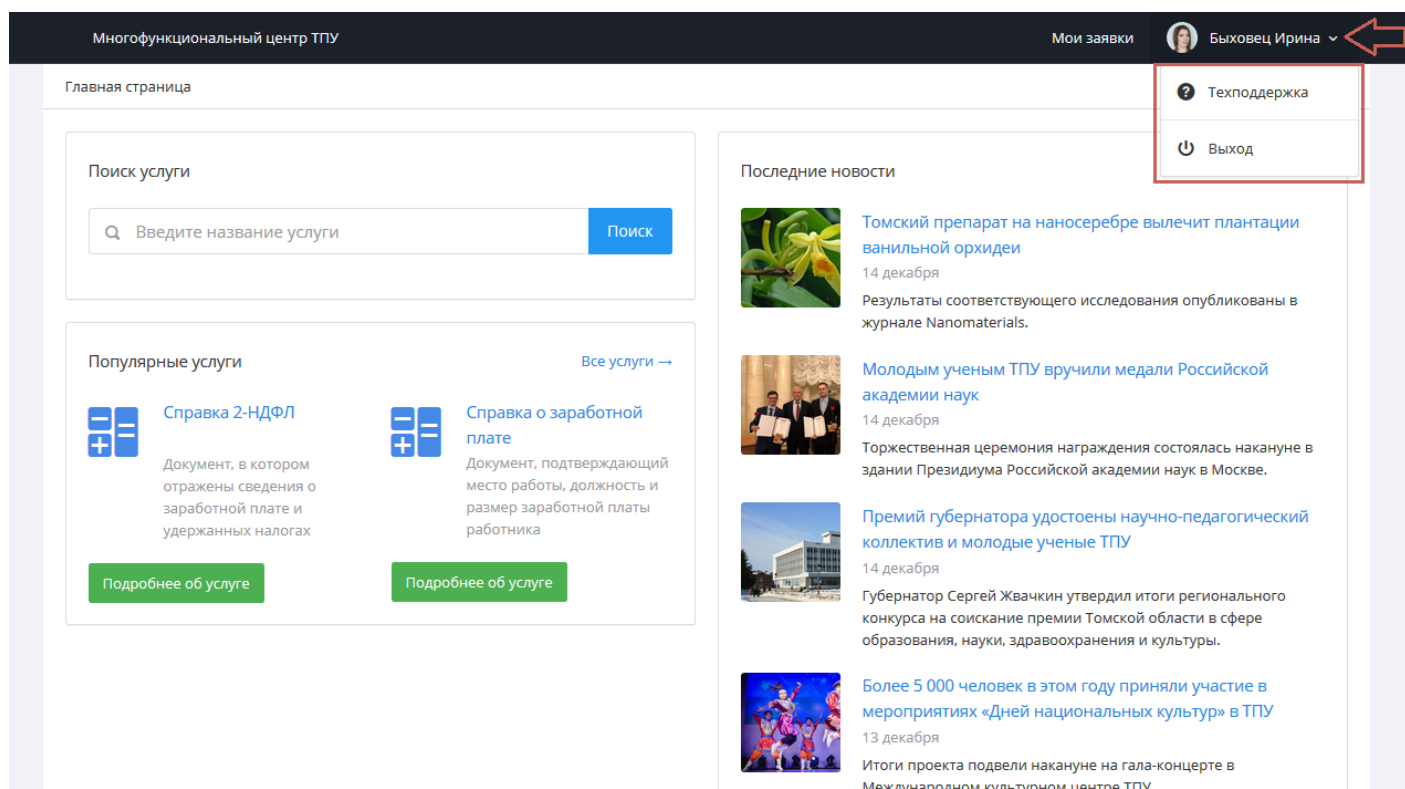 Многофункциональный центр ТПУ
Мои заявки
Быховец Ирина
Техподдержка
Выход
Главная страница
Поиск услуги
Введите название услуги
Поиск
Популярные услуги
Все услуги →
Справка 2-НДФЛ
Документ, в котором
отражены сведения о
заработной плате и
удержанных налогах
Подробнее об услуге
Справка о заработной
плате
Документ, подтверждающий
место работы, должность и
размер заработной платы
работника
Подробнее об услуге
Последние новости
Томский препарат на наносеребре вылечит плантации
ванильной орхидеи
14 декабря
Результаты соответствующего исследования опубликованы в
журнале Nanomaterials.
Молодым ученым ТПУ вручили медали Российской
академии наук
14 декабря
Торжественная церемония награждения состоялась накануне в
здании Президиума Российской академии наук в Москве.
Премий губернатора удостоены научно-педагогический
коллектив и молодые ученые ТПУ
14 декабря
Губернатор Сергей Жвачкин утвердил итоги регионального
конкурса на соискание премии Томской области в сфере
образования, науки, здравоохранения и культуры.
Более 5 000 человек в этом году приняли участие в
мероприятиях «Дней национальных культур» в ТПУ
13 декабря
Итоги проекта подвели накануне на гала-концерте в
Международном культурном центре ТПУ